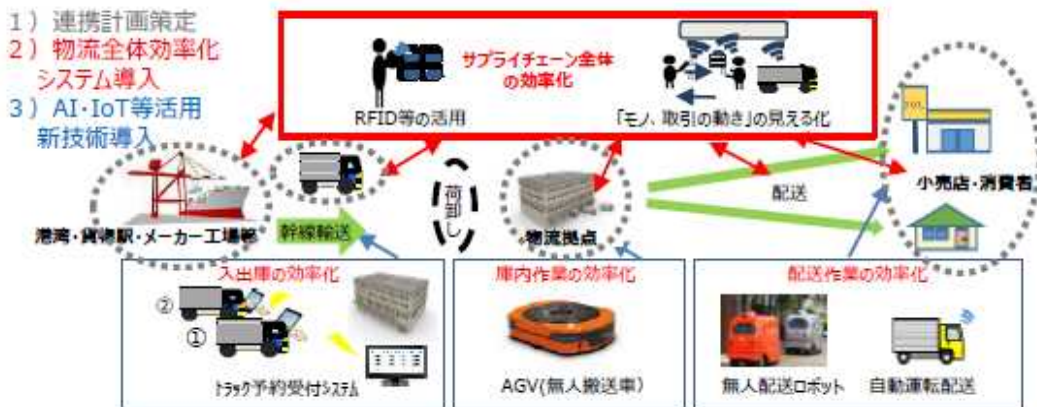 1）連携計画策定
2）物流全体効率化
システム導入
3）AI・IoT等活用
新技術導入
サプライチェーン全体
の効率化
RFID等の活用
「モノ、取引の動き」の見える化
港湾・貨物駅・メーカー工場等
幹線輸送
荷卸し
物流拠点
配送
小売店・消費者
入出庫の効率化
②
①
トラック予約受付システム
庫内作業の効率化
AGV(無人搬送車）
配送作業の効率化
無人配送ロボット
自動運転配送